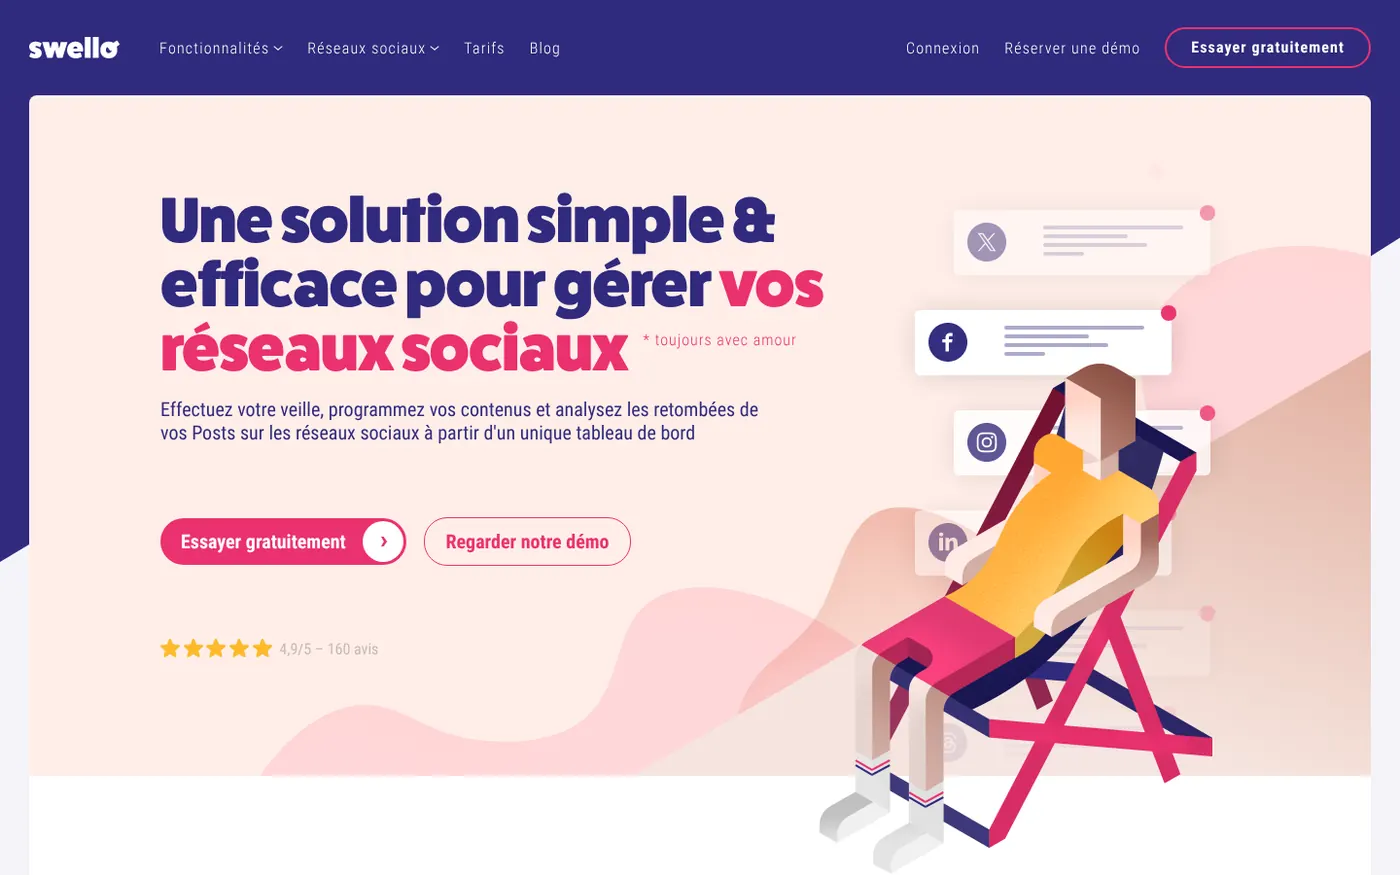 swello
Fonctionnalités
Réseaux sociaux
Tarifs
Blog
Connexion
Réserver une démo
Essayer gratuitement
Une solution simple &
efficace pour gérer vos
réseaux sociaux * toujours avec amour
Effectuez votre veille, programmez vos contenus et analysez les retombées de
vos Posts sur les réseaux sociaux à partir d'un unique tableau de bord
Essayer gratuitement
Regarder notre démo
4,9/5 – 160 avis
in